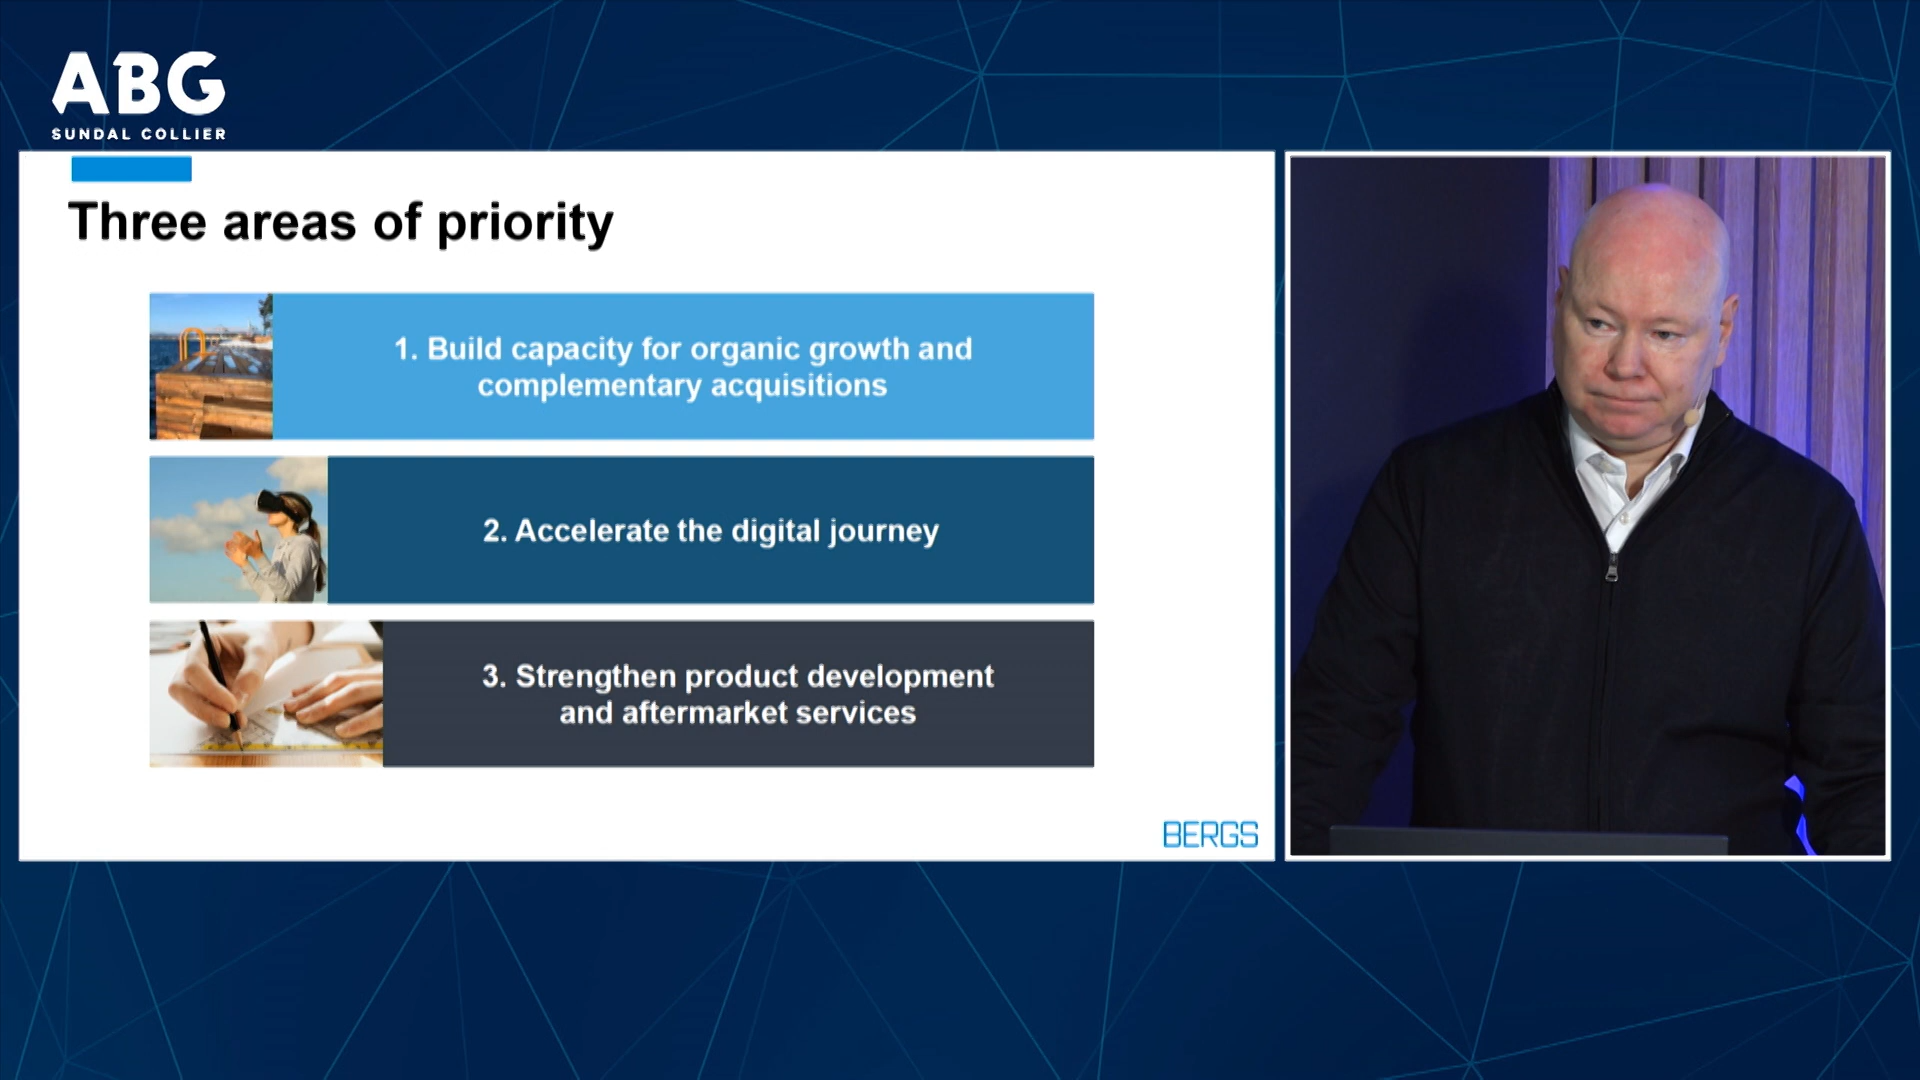 ABG
SUNDAL COLLIER
Three areas of priority
1. Build capacity for organic growth and
complementary acquisitions
2. Accelerate the digital journey
3. Strengthen product development
and aftermarket services
BERGS